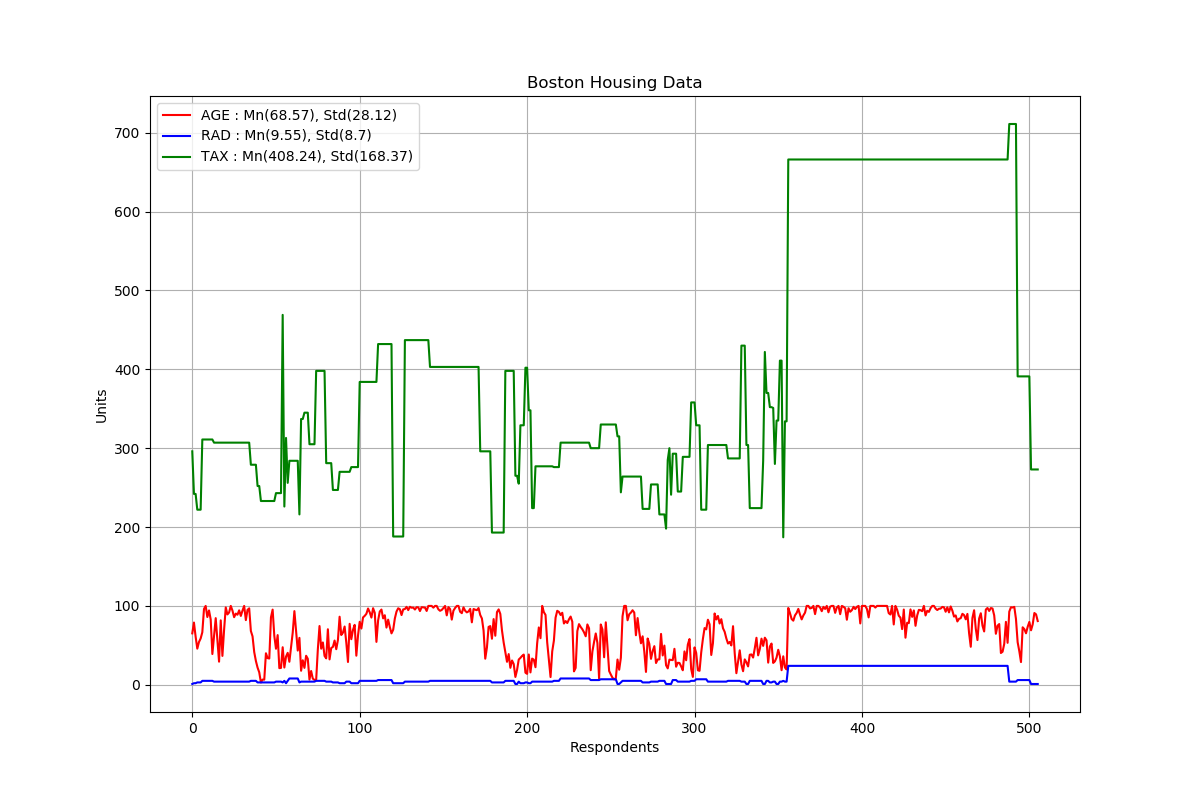 Boston Housing Data
AGE : Mn(68.57), Std(28.12)
RAD : Mn(9.55), Std(8.7)
TAX : Mn(408.24), Std(168.37)
700
600
500
400
300
200
100
0
Units
0 100 200 300 400 500
Respondents